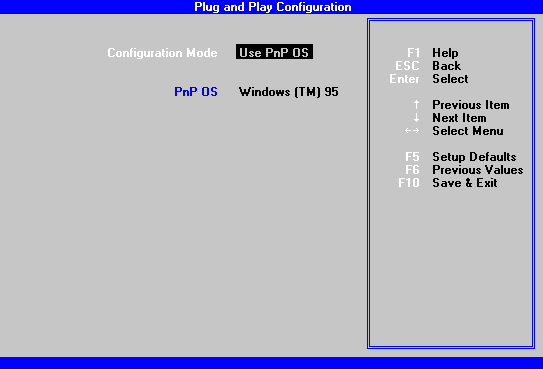 Plug and Play Configuration
Configuration Mode Use PnP OS
PnP OS Windows (TM) 95
F1 Help
ESC Back
Enter Select
↑ Previous Item
↓ Next Item
←→ Select Menu
F5 Setup Defaults
F6 Previous Values
F10 Save & Exit